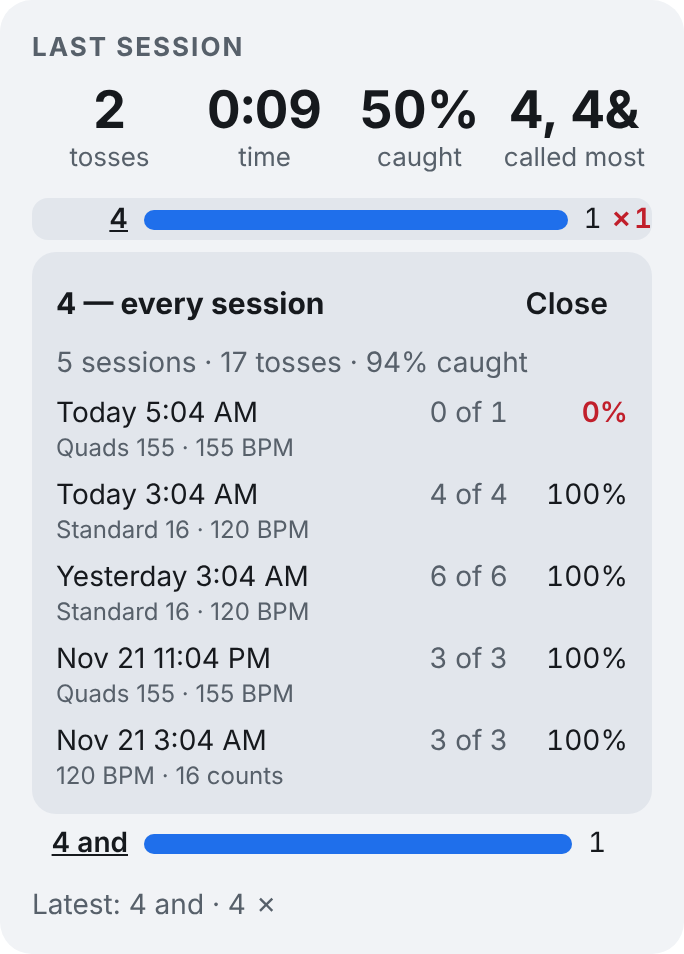 LAST SESSION
2 0:09 50% 4, 4&
tosses time caught called most
4 1 ×1
4 — every session Close
5 sessions · 17 tosses · 94% caught
Today 5:04 AM 0 of 1 0%
Quads 155 · 155 BPM
Today 3:04 AM 4 of 4 100%
Standard 16 · 120 BPM
Yesterday 3:04 AM 6 of 6 100%
Standard 16 · 120 BPM
Nov 21 11:04 PM 3 of 3 100%
Quads 155 · 155 BPM
Nov 21 3:04 AM 3 of 3 100%
120 BPM · 16 counts
4 and 1
Latest: 4 and · 4 ×